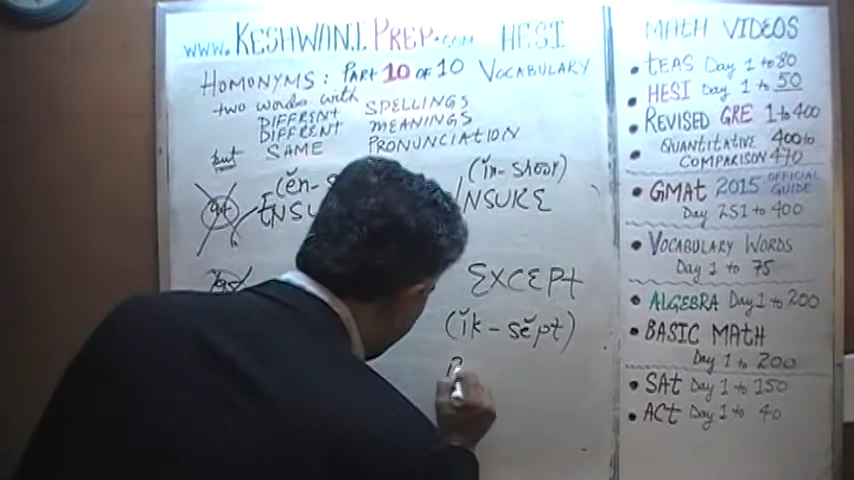 www.KESHWANI PREP.com HESI
HOMONYMS: PART 10 OF 10 VOCABULARY
two words with
DIFFRENT SPELLINGS
DIFFERENT MEANINGS
but SAME PRONUNCIATION
(ĕn-
(ĭn-shoor)
INSURE
EXCEPT
(ĭk-sĕpt)
MATH VIDEOS
• TEAS Day 1 to 80
• HESI Day 1 to 50
• REVISED GRE 1 to 400
• QUANTITATIVE 400 to
COMPARISON 470
• GMAT 2015 OFFICIAL GUIDE
Day 251 to 400
• VOCABULARY WORDS
Day 1 to 75
• ALGEBRA Day 1 to 200
• BASIC MATH
Day 1 to 200
• SAT Day 1 to 150
• ACT Day 1 to 40